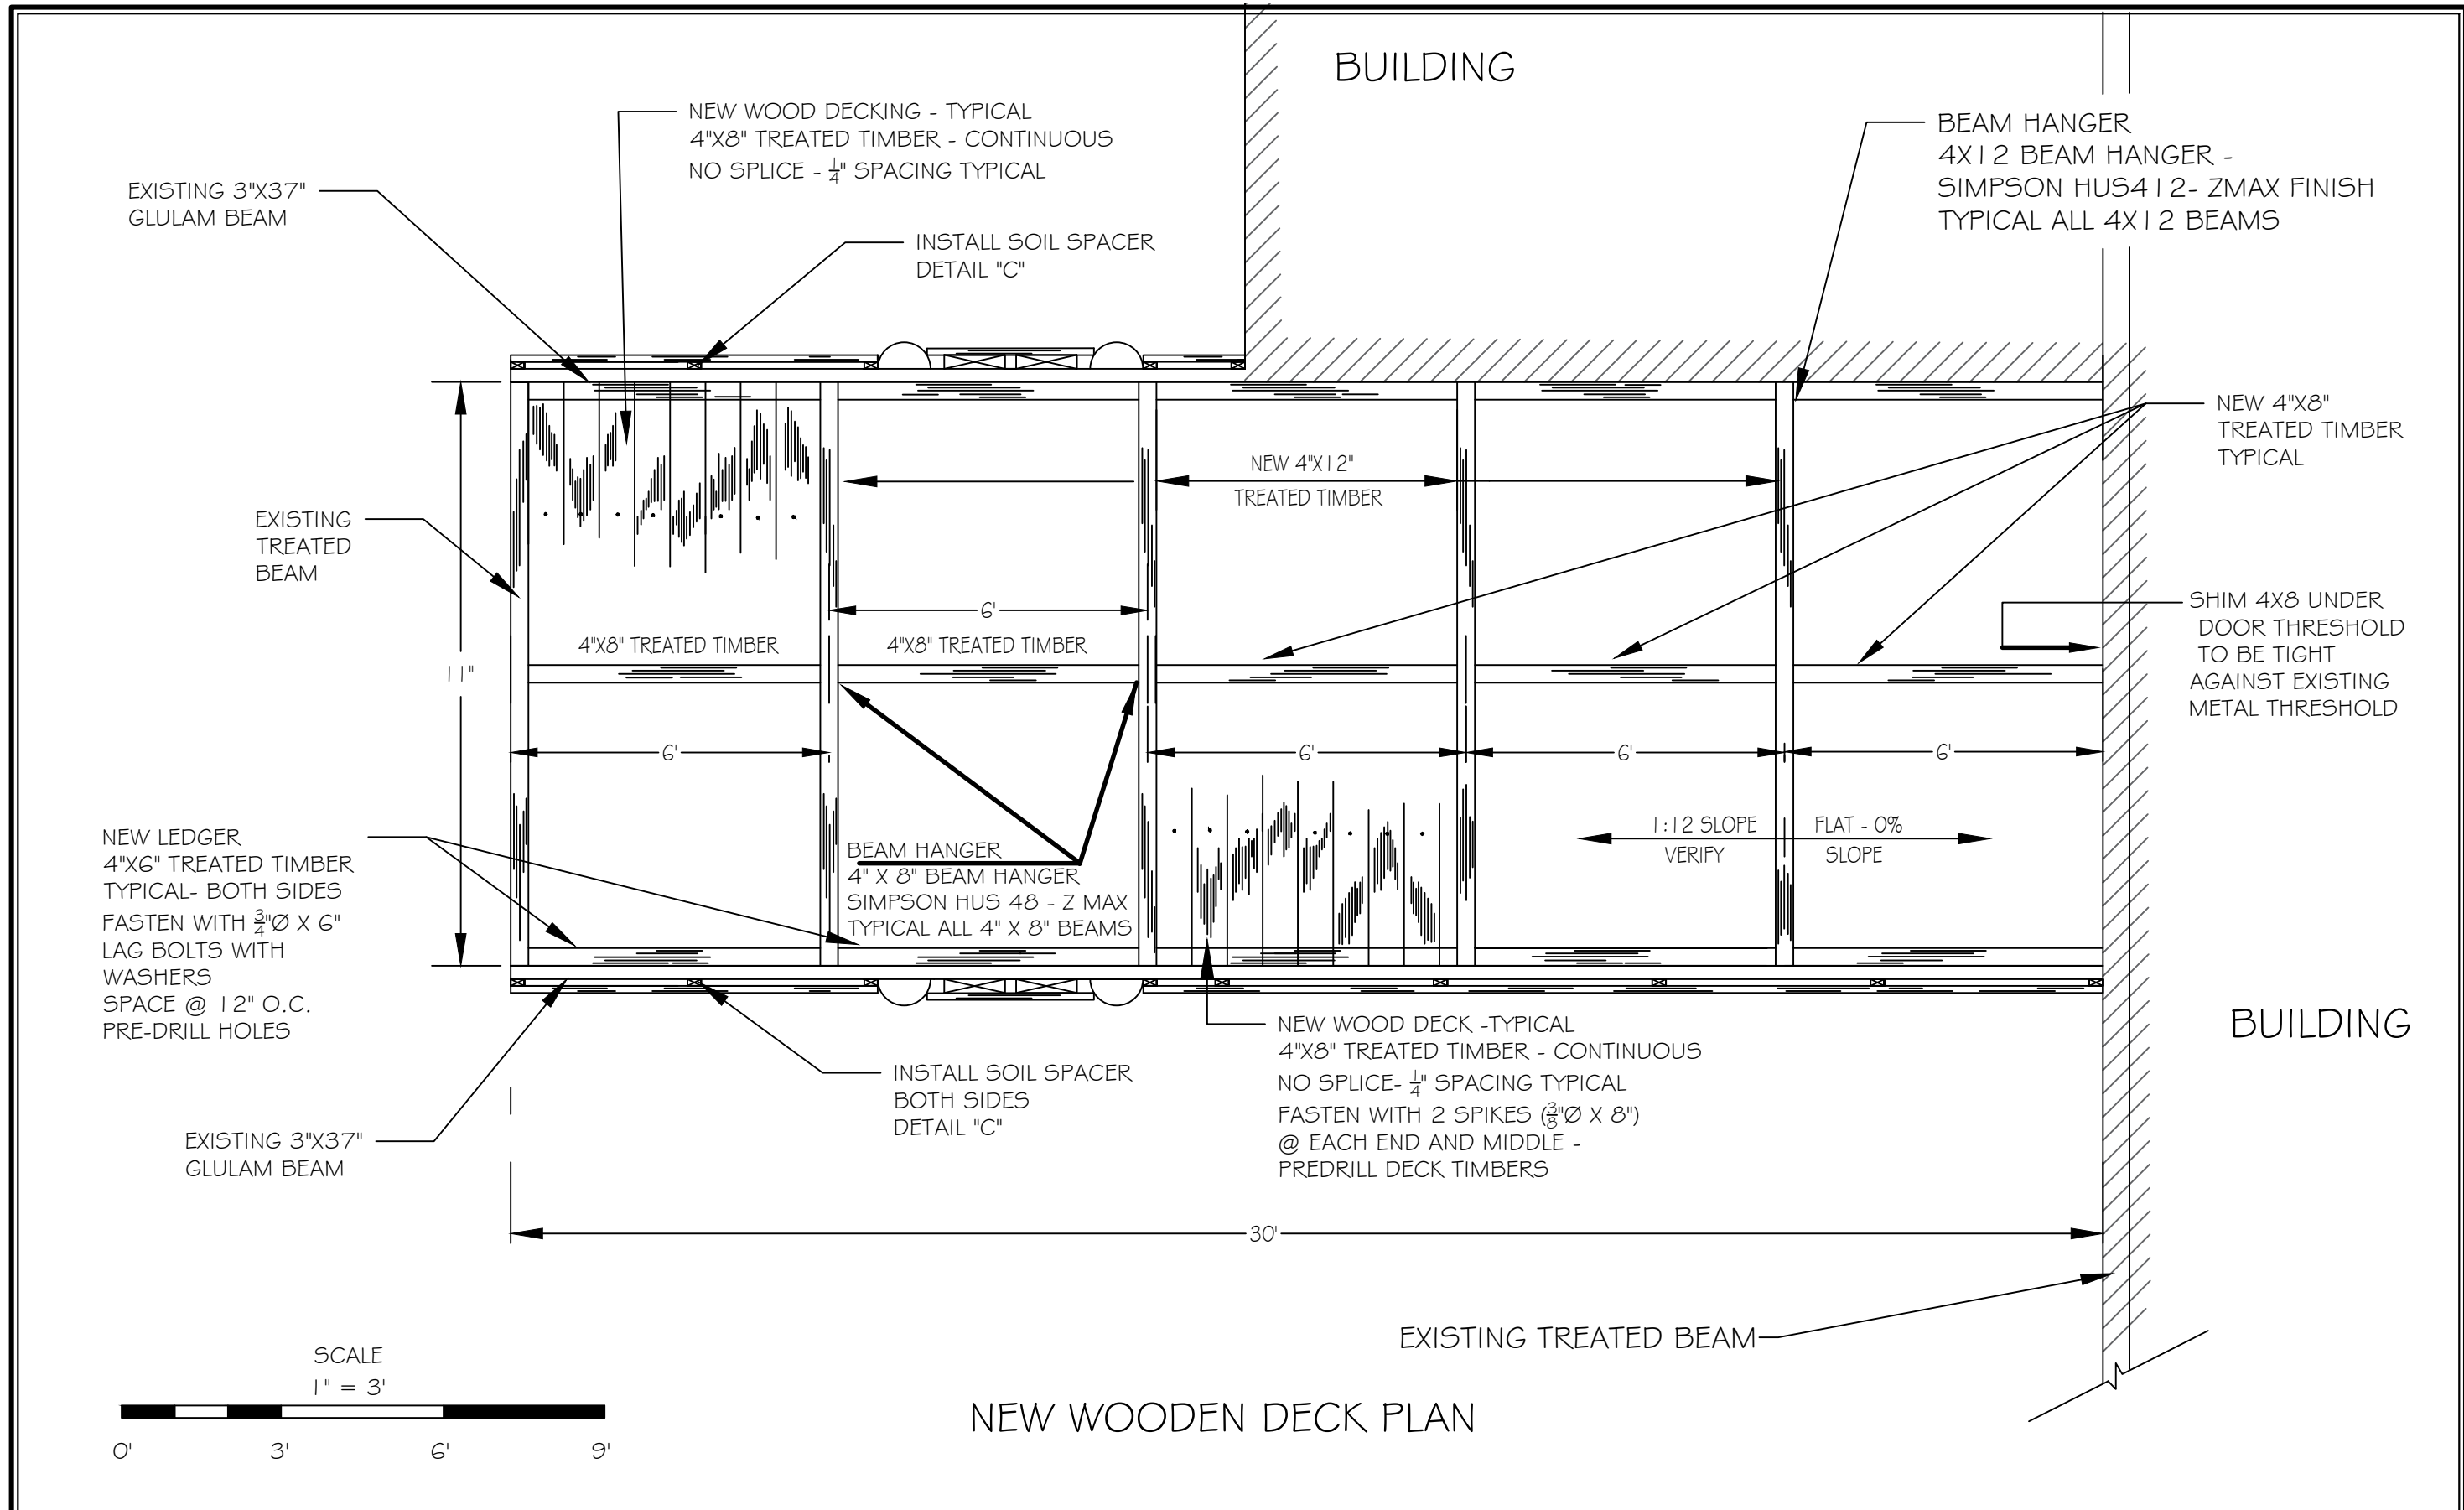 BUILDING
NEW WOOD DECKING - TYPICAL
4"X8" TREATED TIMBER - CONTINUOUS
NO SPLICE - 1/4" SPACING TYPICAL
BEAM HANGER
4X12 BEAM HANGER -
SIMPSON HUS412- ZMAX FINISH
TYPICAL ALL 4X12 BEAMS
EXISTING 3"X37"
GLULAM BEAM
INSTALL SOIL SPACER
DETAIL "C"
NEW 4"X8"
TREATED TIMBER
TYPICAL
NEW 4"X12"
TREATED TIMBER
EXISTING
TREATED
BEAM
6'
SHIM 4X8 UNDER
DOOR THRESHOLD
TO BE TIGHT
AGAINST EXISTING
METAL THRESHOLD
4"X8" TREATED TIMBER
4"X8" TREATED TIMBER
11"
6'
6'
6'
6'
1:12 SLOPE
VERIFY
FLAT - 0%
SLOPE
NEW LEDGER
4"X6" TREATED TIMBER
TYPICAL- BOTH SIDES
FASTEN WITH 3/4"Ø X 6"
LAG BOLTS WITH
WASHERS
SPACE @ 12" O.C.
PRE-DRILL HOLES
BEAM HANGER
4" X 8" BEAM HANGER
SIMPSON HUS 48 - Z MAX
TYPICAL ALL 4" X 8" BEAMS
BUILDING
NEW WOOD DECK -TYPICAL
4"X8" TREATED TIMBER - CONTINUOUS
NO SPLICE- 1/4" SPACING TYPICAL
FASTEN WITH 2 SPIKES (3/8"Ø X 8")
@ EACH END AND MIDDLE -
PREDRILL DECK TIMBERS
INSTALL SOIL SPACER
BOTH SIDES
DETAIL "C"
EXISTING 3"X37"
GLULAM BEAM
30'
EXISTING TREATED BEAM
SCALE
1" = 3'
0' 3' 6' 9'
NEW WOODEN DECK PLAN